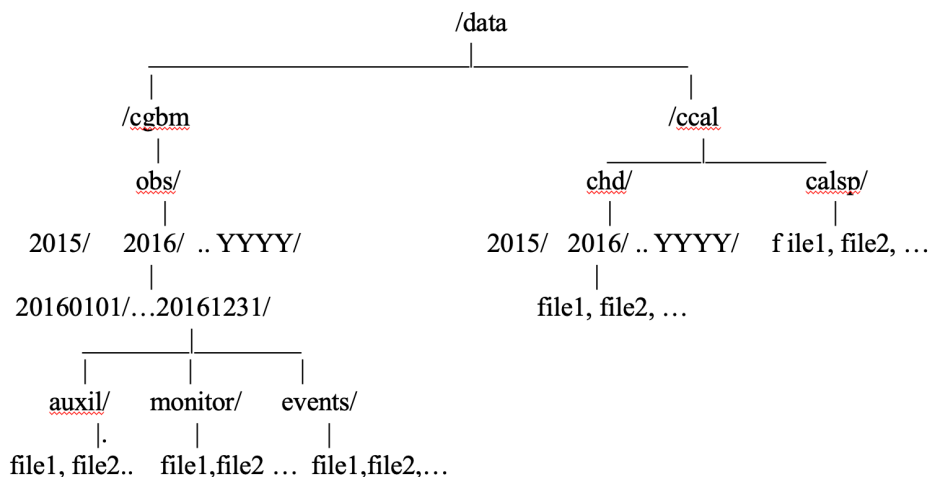 /data
/cgbm /ccal
obs/ chd/ calsp/
2015/ 2016/ .. YYYY/ 2015/ 2016/ .. YYYY/ f ile1, file2, …
20160101/…20161231/ file1, file2, …
auxil/ monitor/ events/
file1, file2.. file1,file2 … file1,file2,…